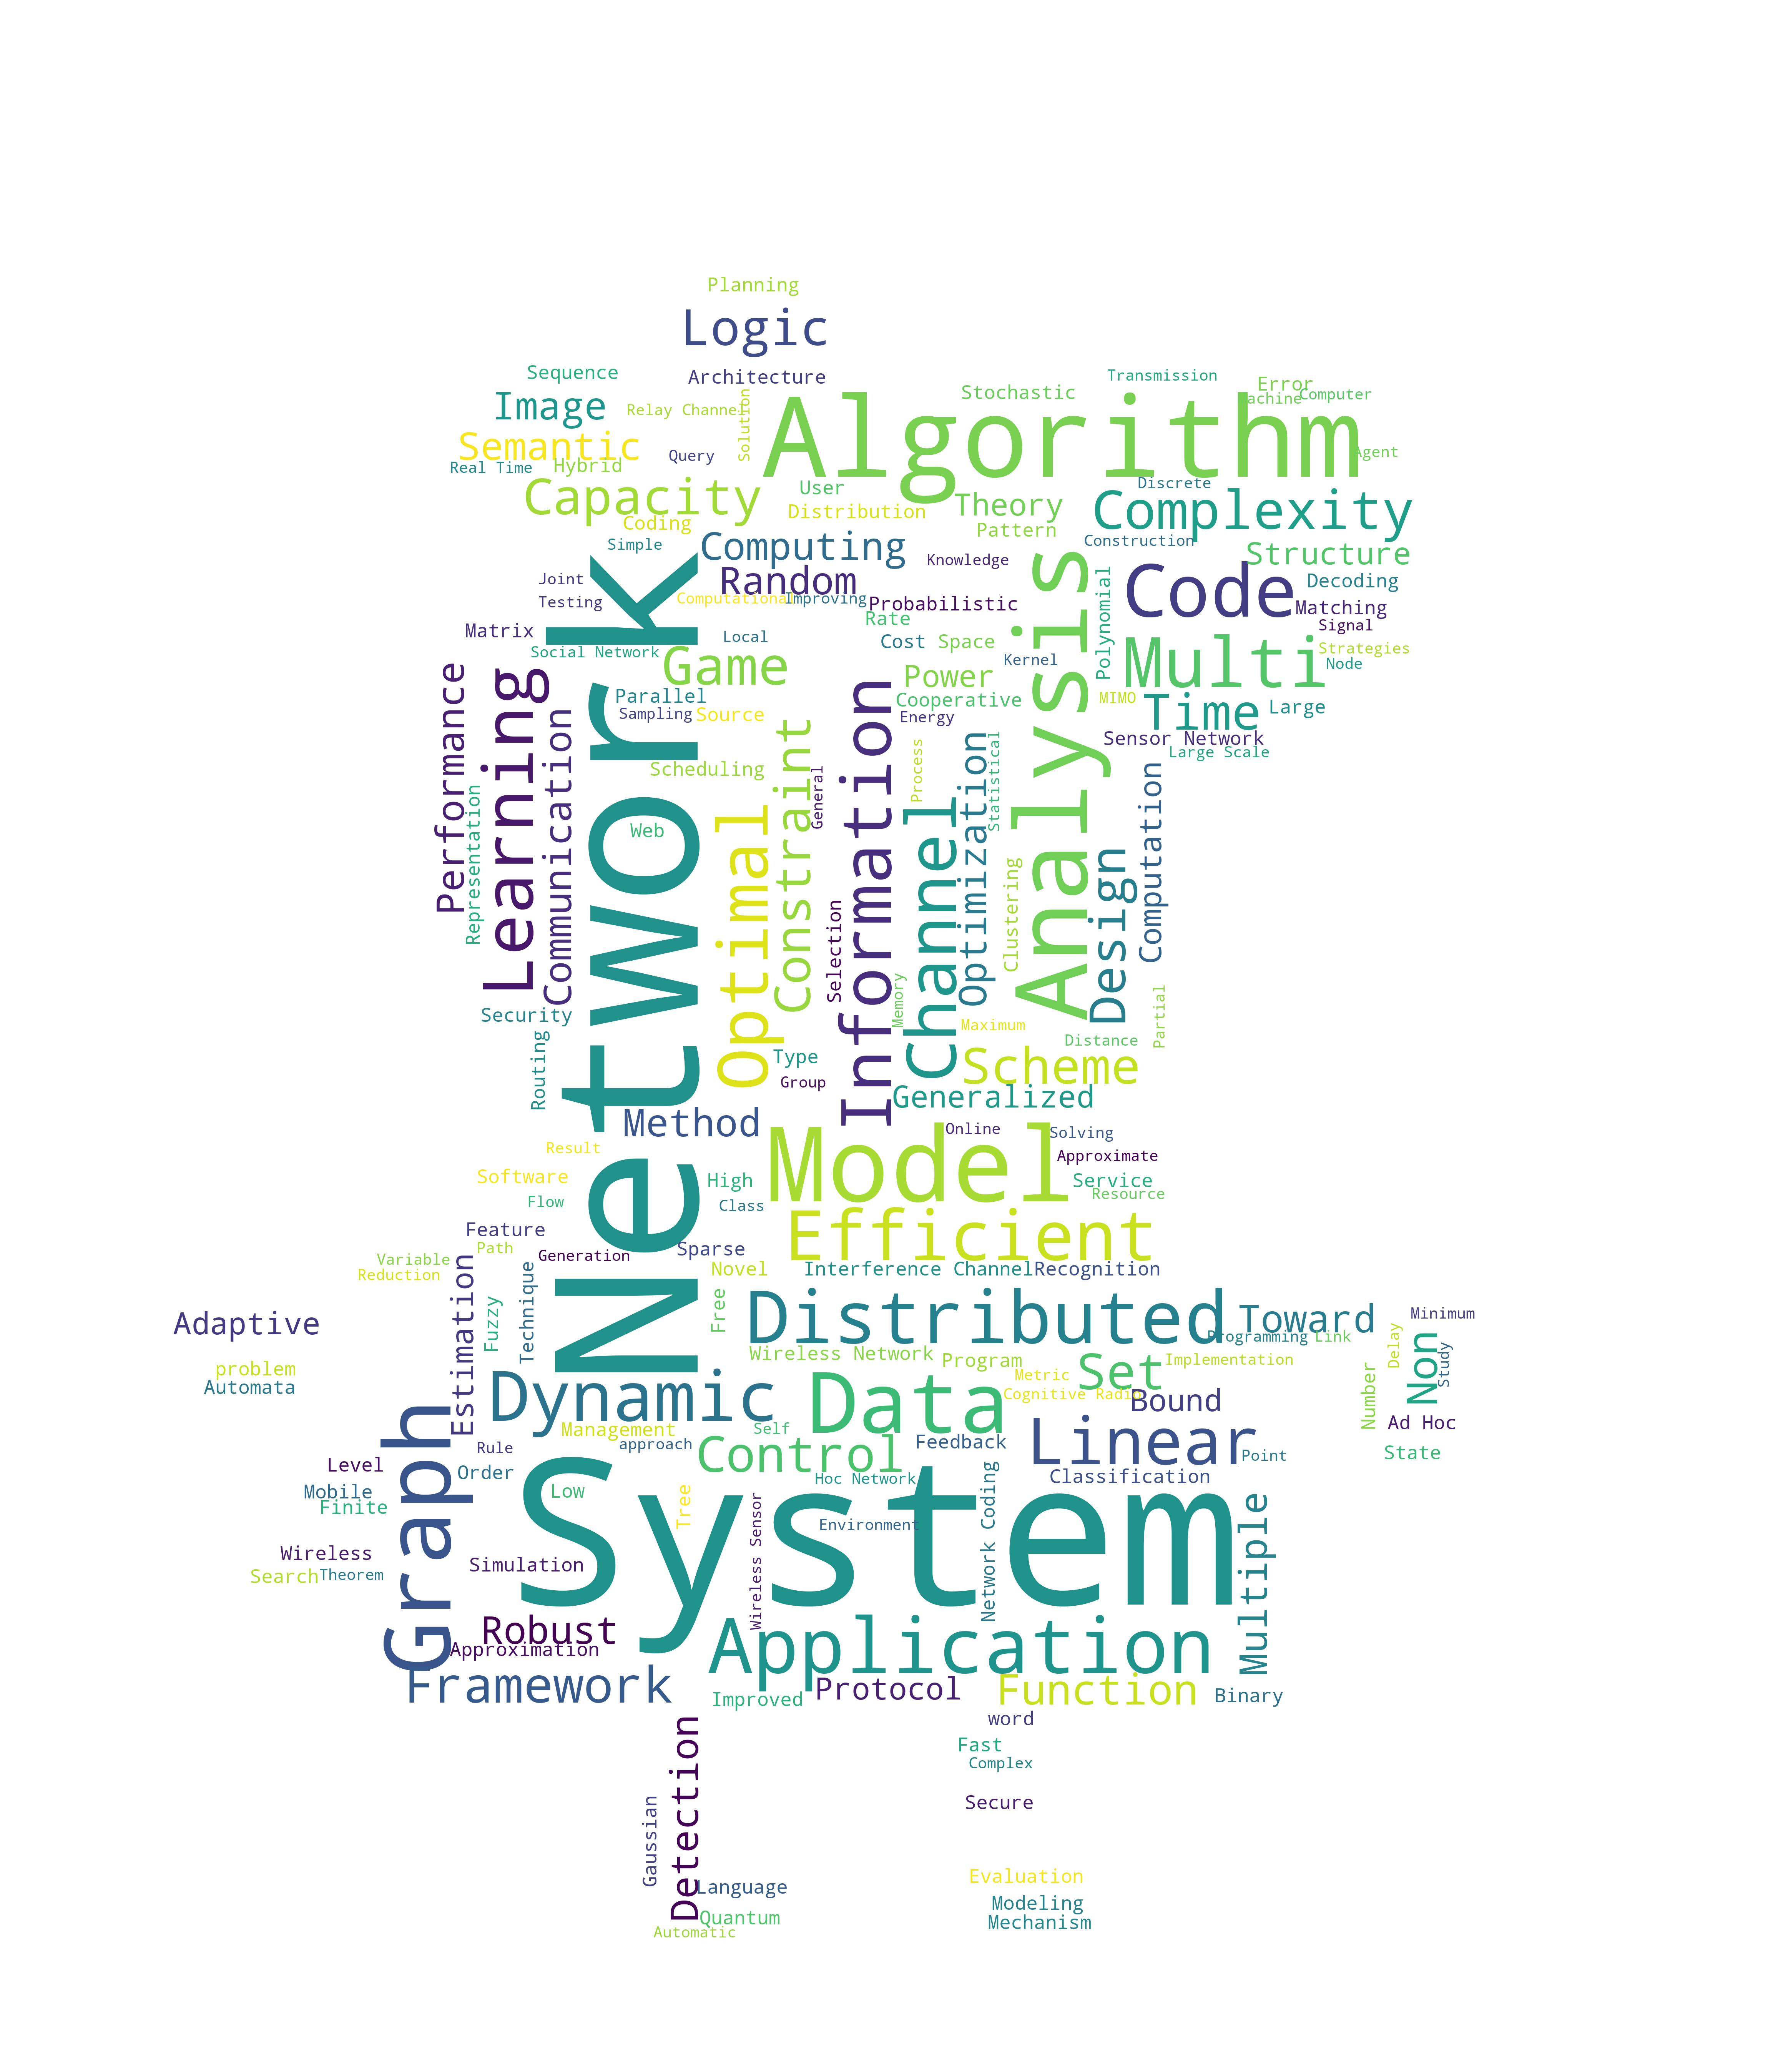 Planning
Logic
Sequence
Architecture
Transmission
Stochastic
Error
Computer
achine
Image
Relay Channel
Solution
Algorithm
Semantic
Query
Agent
Real Time
Hybrid
Discrete
Capacity
User
Theory
Complexity
Distribution
Coding
Pattern
Simple
Computing
Construction
Knowledge
Structure
Joint
Random
Decoding
Code
Testing
Computational
Improving
Probabilistic
Matching
Matrix
Rate
Signal
Local
Cost
Space
Polynomial
Social Network
Game
Kernel
Multi
Strategies
Node
Power
Parallel
Cooperative
MIMO
Time
Large
Sampling
Source
Energy
Sensor Network
Large Scale
Performance
Learning
Communication
Network
Scheduling
General
Constraint
Information
Process
Optimization
Statistical
Analysis
Computation
Representation
Web
Optimal
Channel
Clustering
Design
Selection
Memory
Maximum
Partial
Security
Distance
Routing
Type
Scheme
Group
Generalized
Method
Online
Solving
Result
Model
Approximate
Software
High
Service
Resource
Flow
Class
Feature
Efficient
Path
Generation
Sparse
Variable
Reduction
Novel
Interference Channel
Recognition
Estimation
Technique
Fuzzy
Free
Distributed
Toward
Minimum
Adaptive
Programming
Link
Delay
Non
Study
Wireless Network
Program
Implementation
problem
Automata
Metric
Set
Number
Dynamic
Data
Cognitive Radio
Bound
Ad Hoc
Management
Self
approach
Control
Feedback
Linear
Point
State
Graph
Rule
Level
Order
Hoc Network
Classification
Mobile
Finite
Low
Tree
System
Wireless Sensor
Environment
Network Coding
Multiple
Wireless
Simulation
Search
Theorem
Robust
Approximation
Application
Framework
Improved
Protocol
Function
Binary
word
Detection
Fast
Complex
Gaussian
Secure
Evaluation
Language
Modeling
Quantum
Mechanism
Automatic